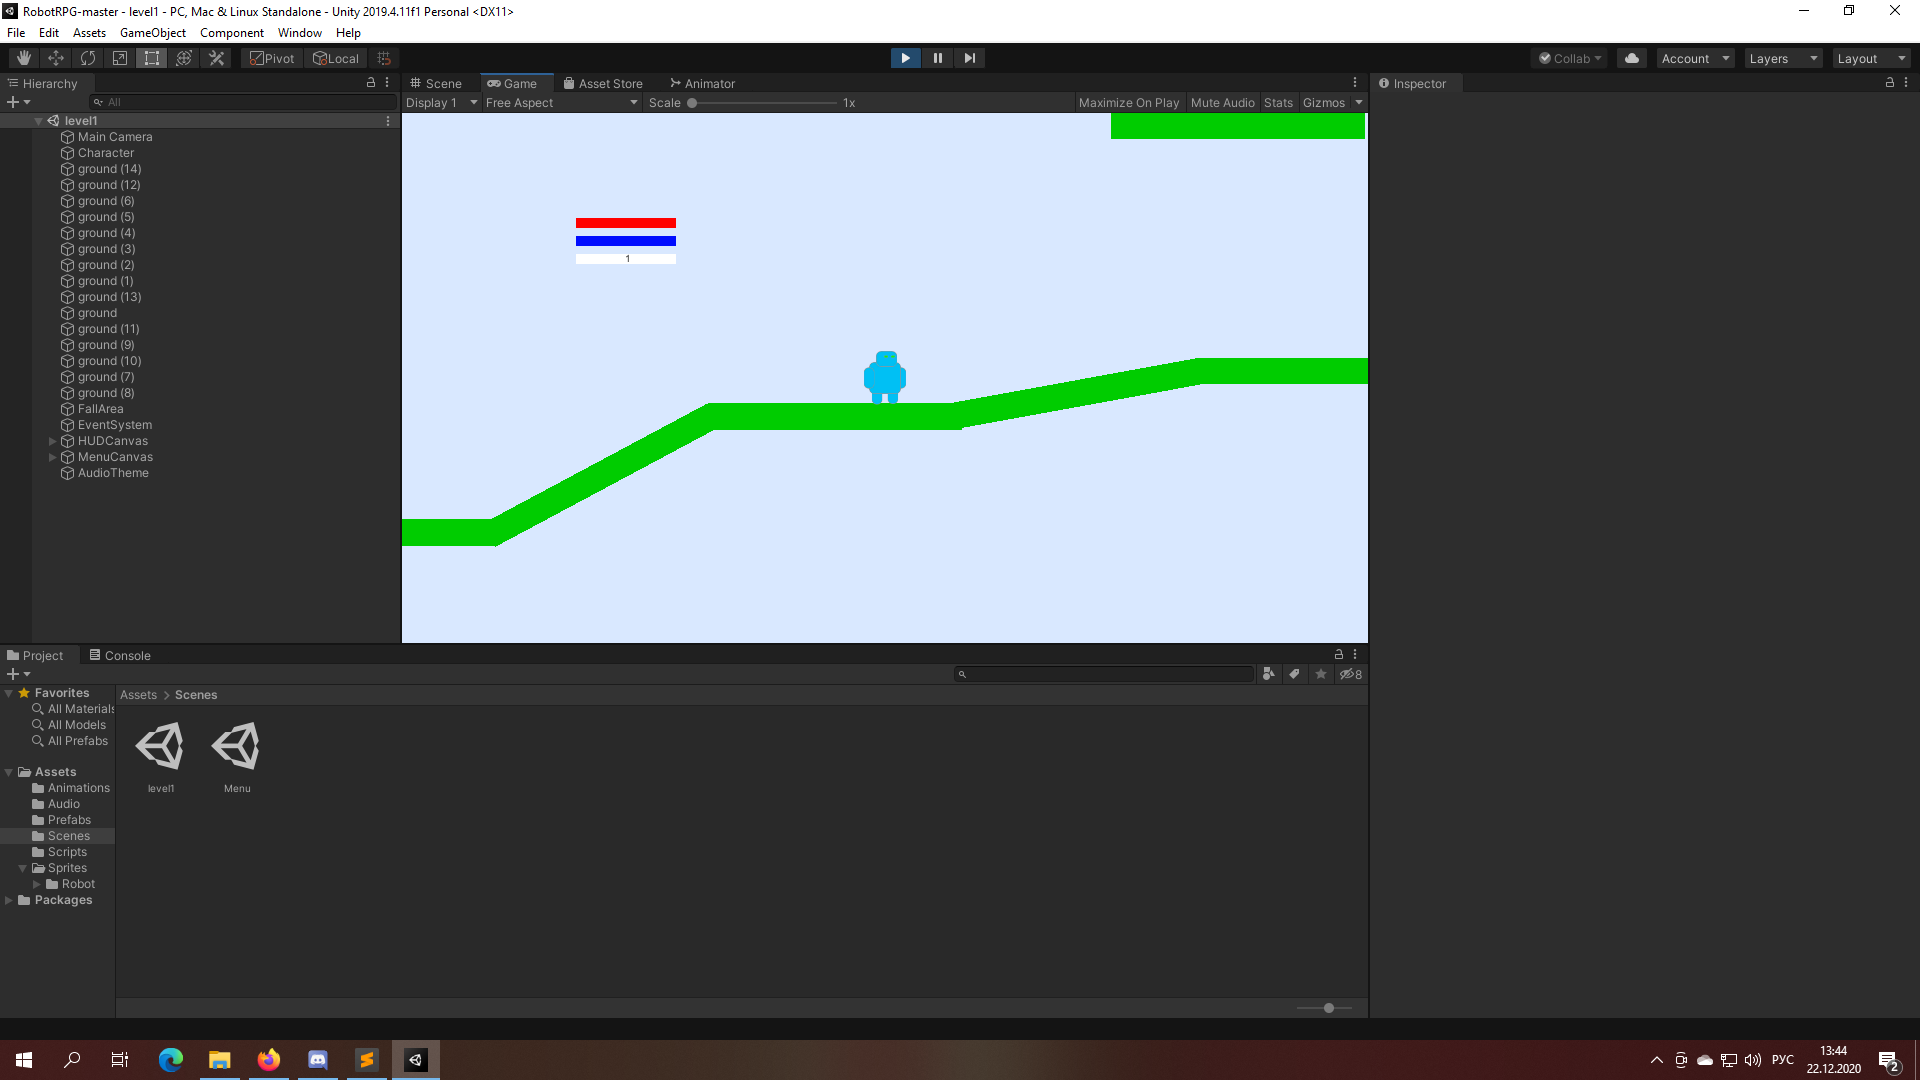 RobotRPG-master - level1 - PC, Mac & Linux Standalone - Unity 2019.4.11f1 Personal <DX11>
File Edit Assets GameObject Component Window Help
Pivot Local Collab Account Layers Layout
Hierarchy
All
level1
Main Camera
Character
ground (14)
ground (12)
ground (6)
ground (5)
ground (4)
ground (3)
ground (2)
ground (1)
ground (13)
ground
ground (11)
ground (9)
ground (10)
ground (7)
ground (8)
FallArea
EventSystem
HUDCanvas
MenuCanvas
AudioTheme
Scene Game Asset Store Animator
Display 1 Free Aspect Scale 1x Maximize On Play Mute Audio Stats Gizmos
1
Inspector
Project Console
8
Favorites
All Materials
All Models
All Prefabs
Assets
Animations
Audio
Prefabs
Scenes
Scripts
Sprites
Robot
Packages
Assets > Scenes
level1 Menu
РУС
13:44
22.12.2020
2